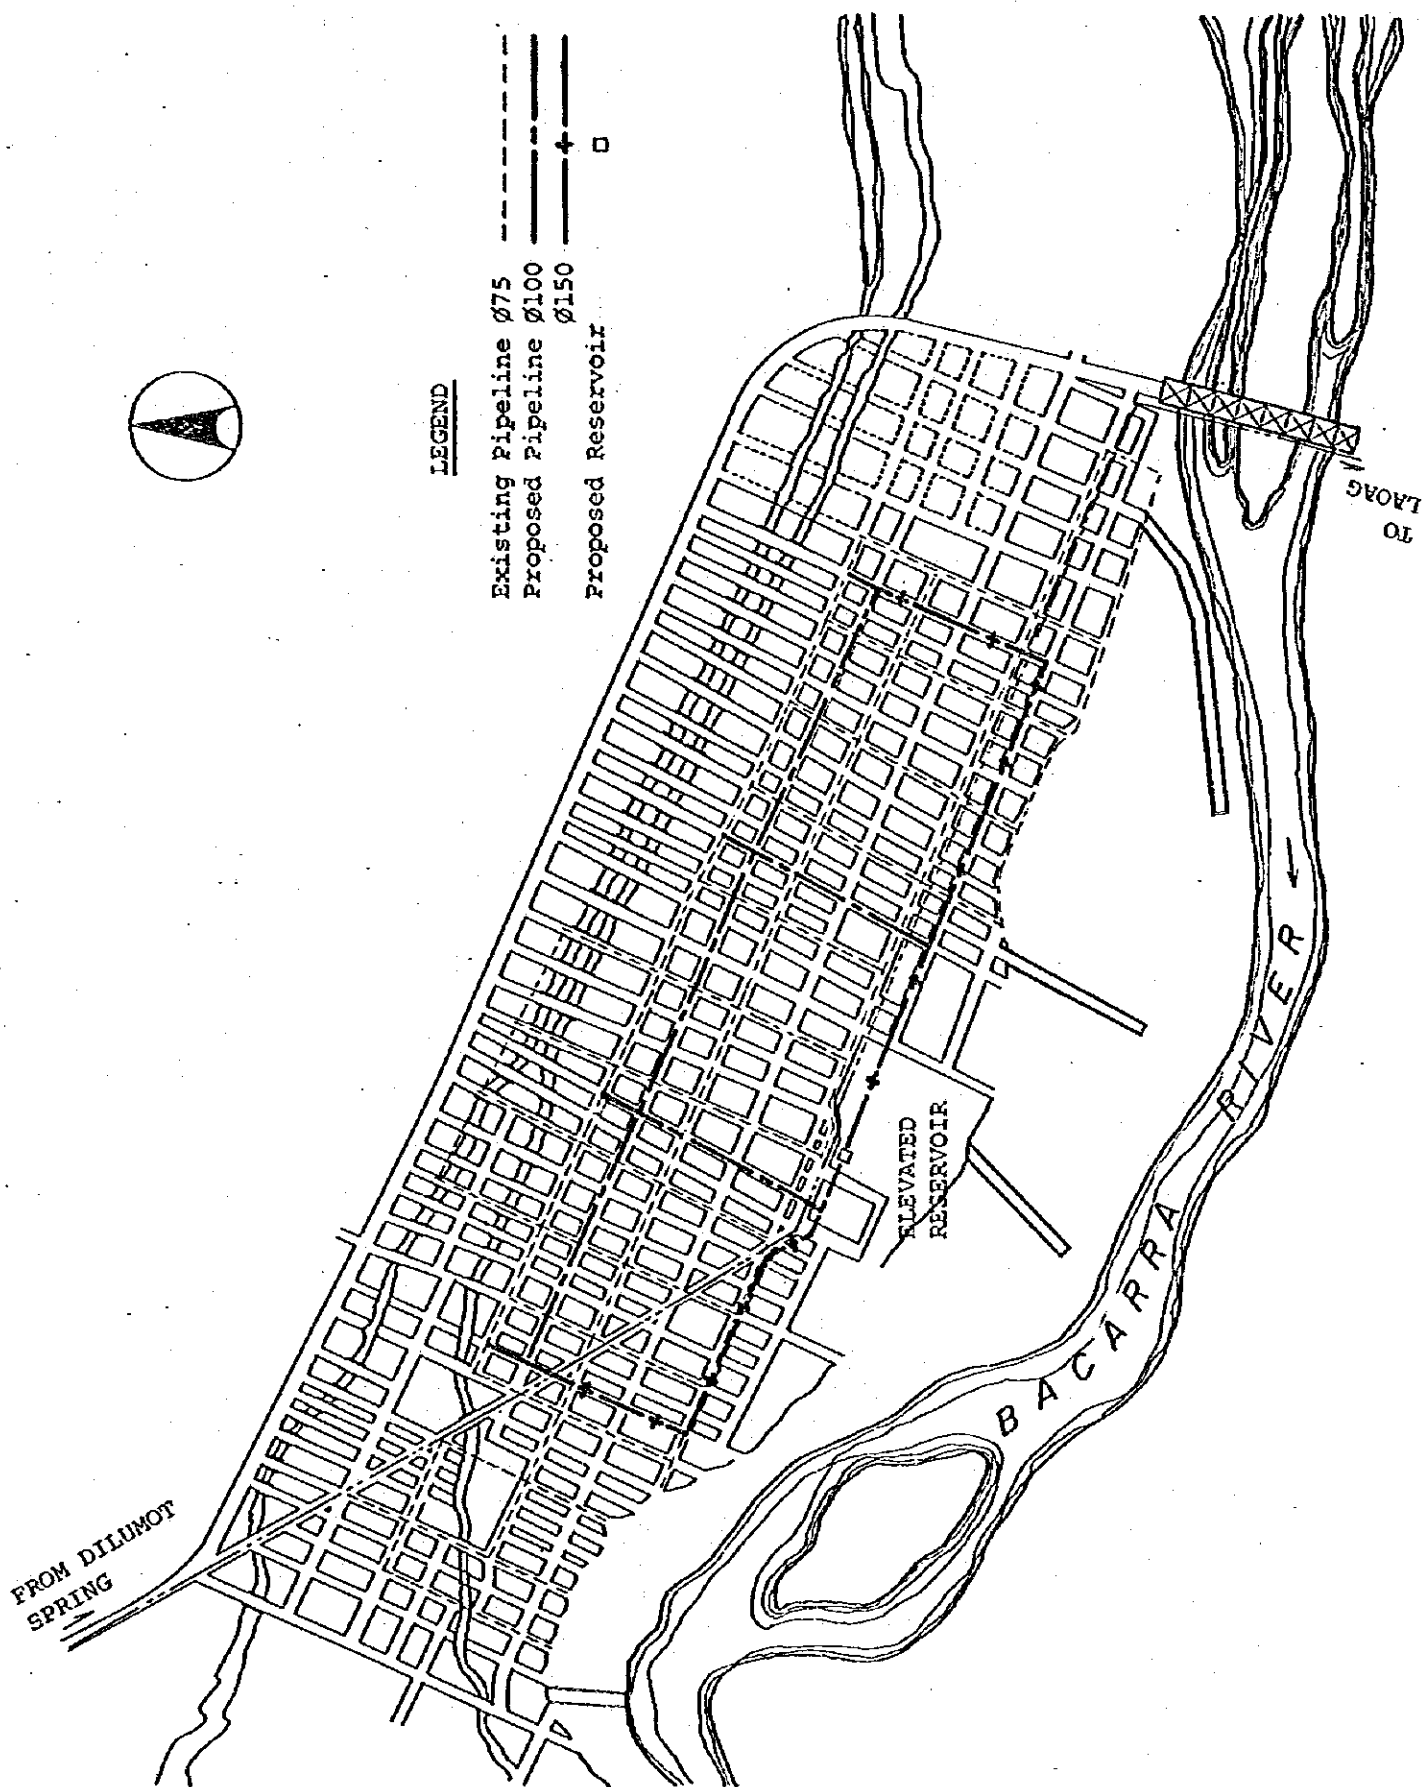 LEGEND
Existing Pipeline Ø75
Proposed Pipeline Ø100
Ø150
Proposed Reservoir
TO
LAOAG
FROM DILUMOT
SPRING
ELEVATED
RESERVOIR
BACARRA RIVER